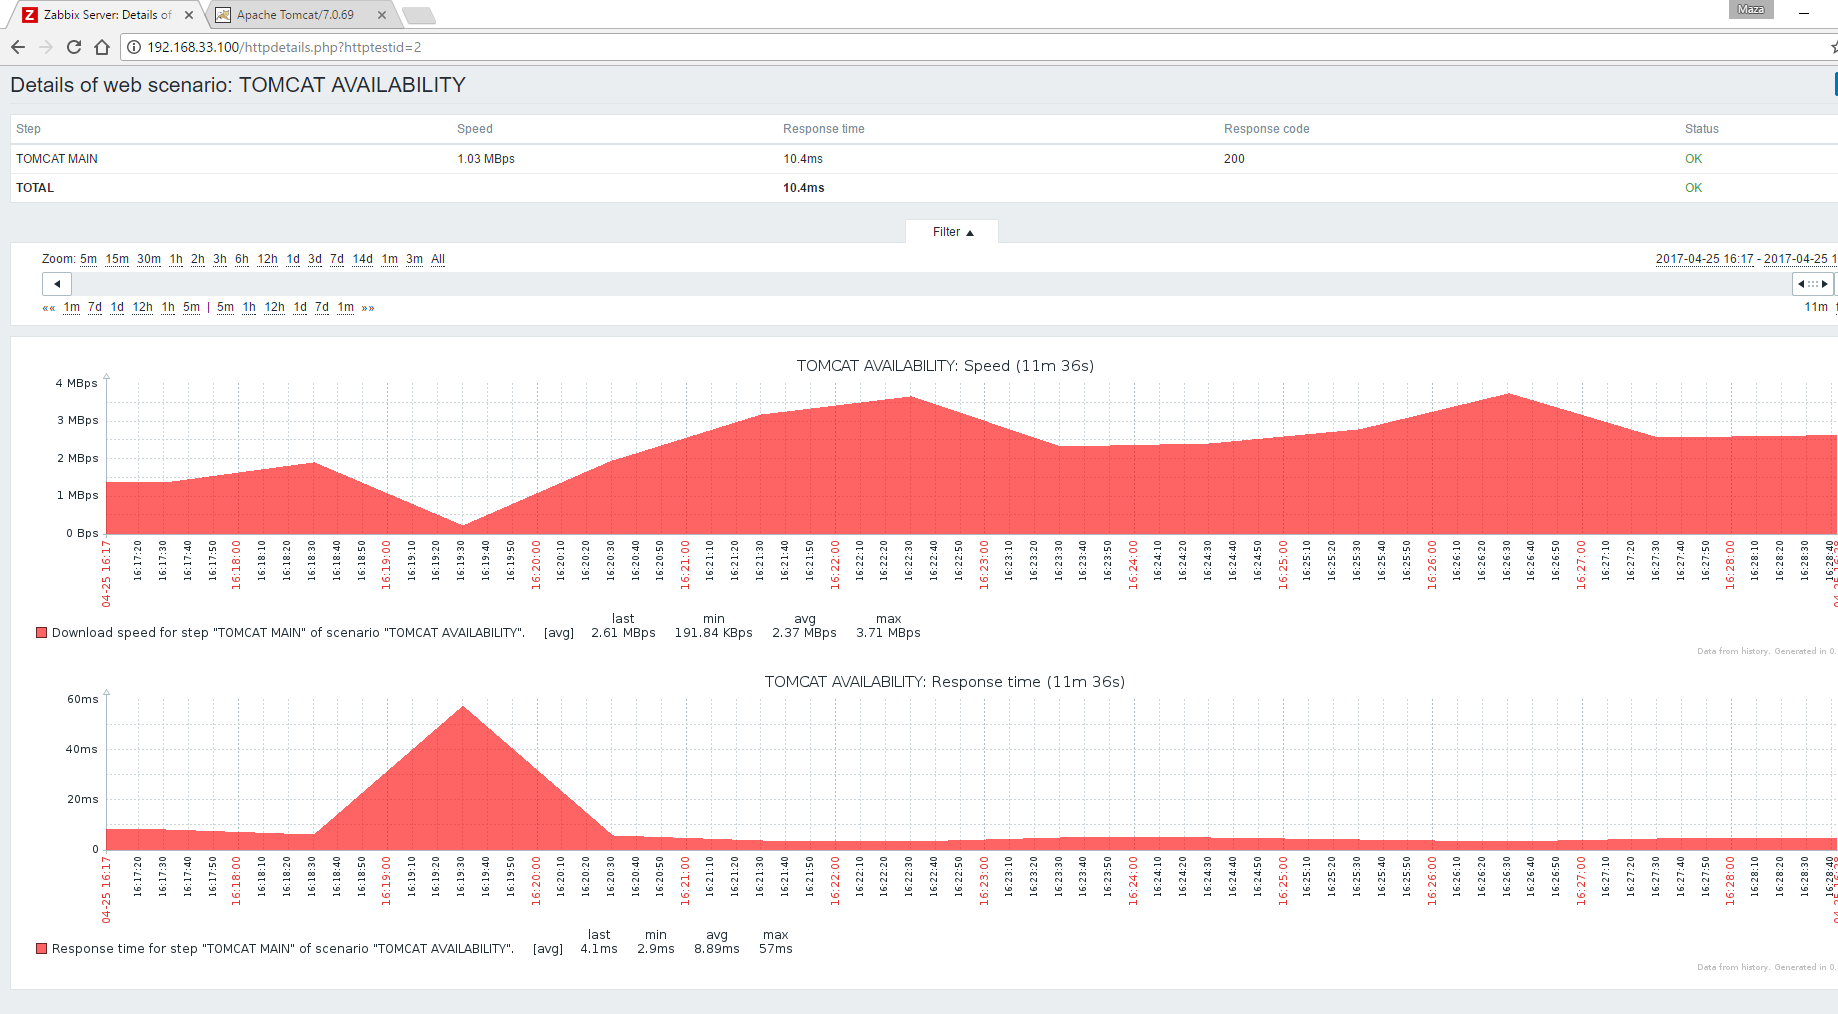 Zabbix Server: Details of
Apache Tomcat/7.0.69
Maza
192.168.33.100/httpdetails.php?httptestid=2
Details of web scenario: TOMCAT AVAILABILITY
Step Speed Response time Response code Status
TOMCAT MAIN 1.03 MBps 10.4ms 200 OK
TOTAL 10.4ms OK
Filter ▲
Zoom: 5m 15m 30m 1h 2h 3h 6h 12h 1d 3d 7d 14d 1m 3m All 2017-04-25 16:17 - 2017-04-25 1
«« 1m 7d 1d 12h 1h 5m | 5m 1h 12h 1d 7d 1m »» 11m
TOMCAT AVAILABILITY: Speed (11m 36s)
4 MBps
3 MBps
2 MBps
1 MBps
0 Bps
04-25 16:17 16:17:20 16:17:30 16:17:40 16:17:50 16:18:00 16:18:10 16:18:20 16:18:30 16:18:40 16:18:50 16:19:00 16:19:10 16:19:20 16:19:30 16:19:40 16:19:50 16:20:00 16:20:10 16:20:20 16:20:30 16:20:40 16:20:50 16:21:00 16:21:10 16:21:20 16:21:30 16:21:40 16:21:50 16:22:00 16:22:10 16:22:20 16:22:30 16:22:40 16:22:50 16:23:00 16:23:10 16:23:20 16:23:30 16:23:40 16:23:50 16:24:00 16:24:10 16:24:20 16:24:30 16:24:40 16:24:50 16:25:00 16:25:10 16:25:20 16:25:30 16:25:40 16:25:50 16:26:00 16:26:10 16:26:20 16:26:30 16:26:40 16:26:50 16:27:00 16:27:10 16:27:20 16:27:30 16:27:40 16:27:50 16:28:00 16:28:10 16:28:20 16:28:30 16:28:40
last min avg max
Download speed for step "TOMCAT MAIN" of scenario "TOMCAT AVAILABILITY". [avg] 2.61 MBps 191.84 KBps 2.37 MBps 3.71 MBps
Data from history. Generated in 0.
TOMCAT AVAILABILITY: Response time (11m 36s)
60ms
40ms
20ms
0
04-25 16:17 16:17:20 16:17:30 16:17:40 16:17:50 16:18:00 16:18:10 16:18:20 16:18:30 16:18:40 16:18:50 16:19:00 16:19:10 16:19:20 16:19:30 16:19:40 16:19:50 16:20:00 16:20:10 16:20:20 16:20:30 16:20:40 16:20:50 16:21:00 16:21:10 16:21:20 16:21:30 16:21:40 16:21:50 16:22:00 16:22:10 16:22:20 16:22:30 16:22:40 16:22:50 16:23:00 16:23:10 16:23:20 16:23:30 16:23:40 16:23:50 16:24:00 16:24:10 16:24:20 16:24:30 16:24:40 16:24:50 16:25:00 16:25:10 16:25:20 16:25:30 16:25:40 16:25:50 16:26:00 16:26:10 16:26:20 16:26:30 16:26:40 16:26:50 16:27:00 16:27:10 16:27:20 16:27:30 16:27:40 16:27:50 16:28:00 16:28:10 16:28:20 16:28:30 16:28:40
last min avg max
Response time for step "TOMCAT MAIN" of scenario "TOMCAT AVAILABILITY". [avg] 4.1ms 2.9ms 8.89ms 57ms
Data from history. Generated in 0.